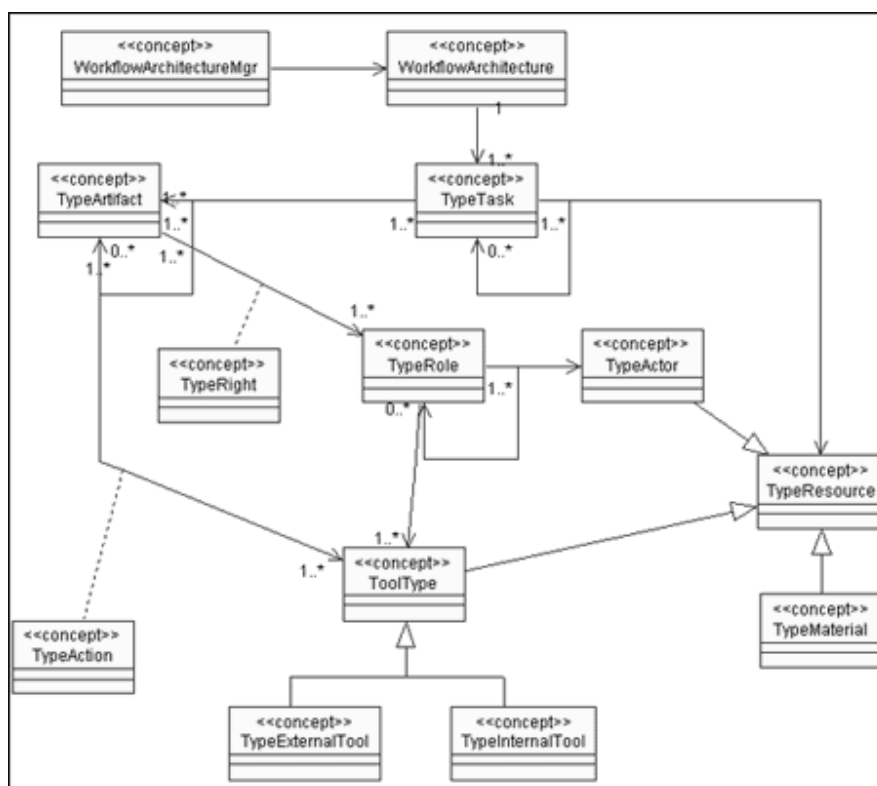 <<concept>>
WorkflowArchitectureMgr
<<concept>>
WorkflowArchitecture
1
1..*
<<concept>>
TypeArtifact
<<concept>>
TypeTask
1..*
1..*
1..*
1..*
1..*
0..*
1..*
0..*
1..*
<<concept>>
TypeRight
<<concept>>
TypeRole
<<concept>>
TypeActor
1..*
0..*
<<concept>>
TypeResource
1..*
1..*
<<concept>>
ToolType
<<concept>>
TypeAction
<<concept>>
TypeMaterial
<<concept>>
TypeExternalTool
<<concept>>
TypeInternalTool